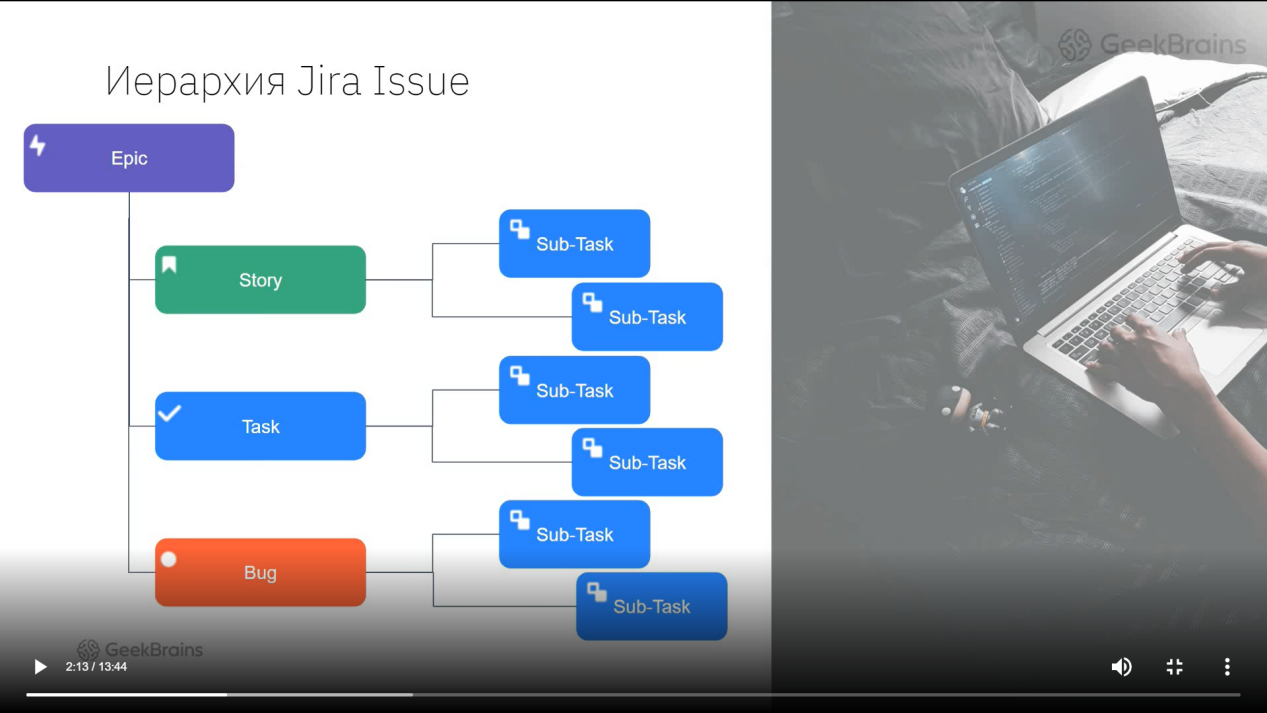 GeekBrains
Иерархия Jira Issue
Epic
Story
Sub-Task
Sub-Task
Task
Sub-Task
Sub-Task
Bug
Sub-Task
Sub-Task
GeekBrains
2:13 / 13:44